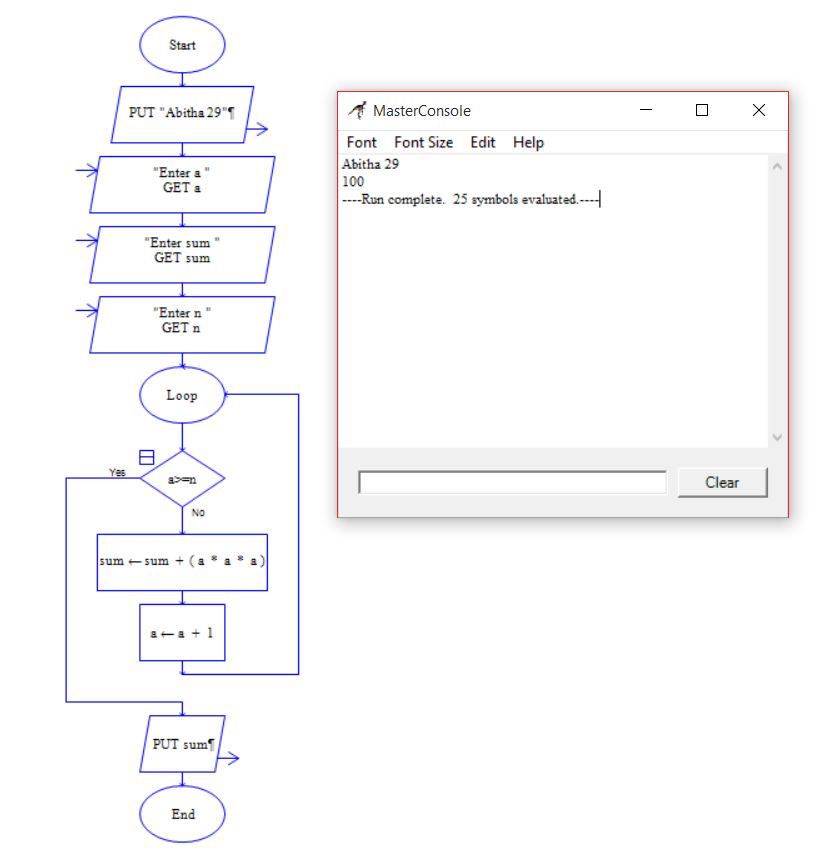 Start
PUT "Abitha 29"¶
"Enter a "
GET a
"Enter sum "
GET sum
"Enter n "
GET n
Loop
Yes
a>=n
No
sum ← sum + ( a * a * a )
a ← a + 1
PUT sum¶
End
MasterConsole
Font Font Size Edit Help
Abitha 29
100
----Run complete. 25 symbols evaluated.----
Clear